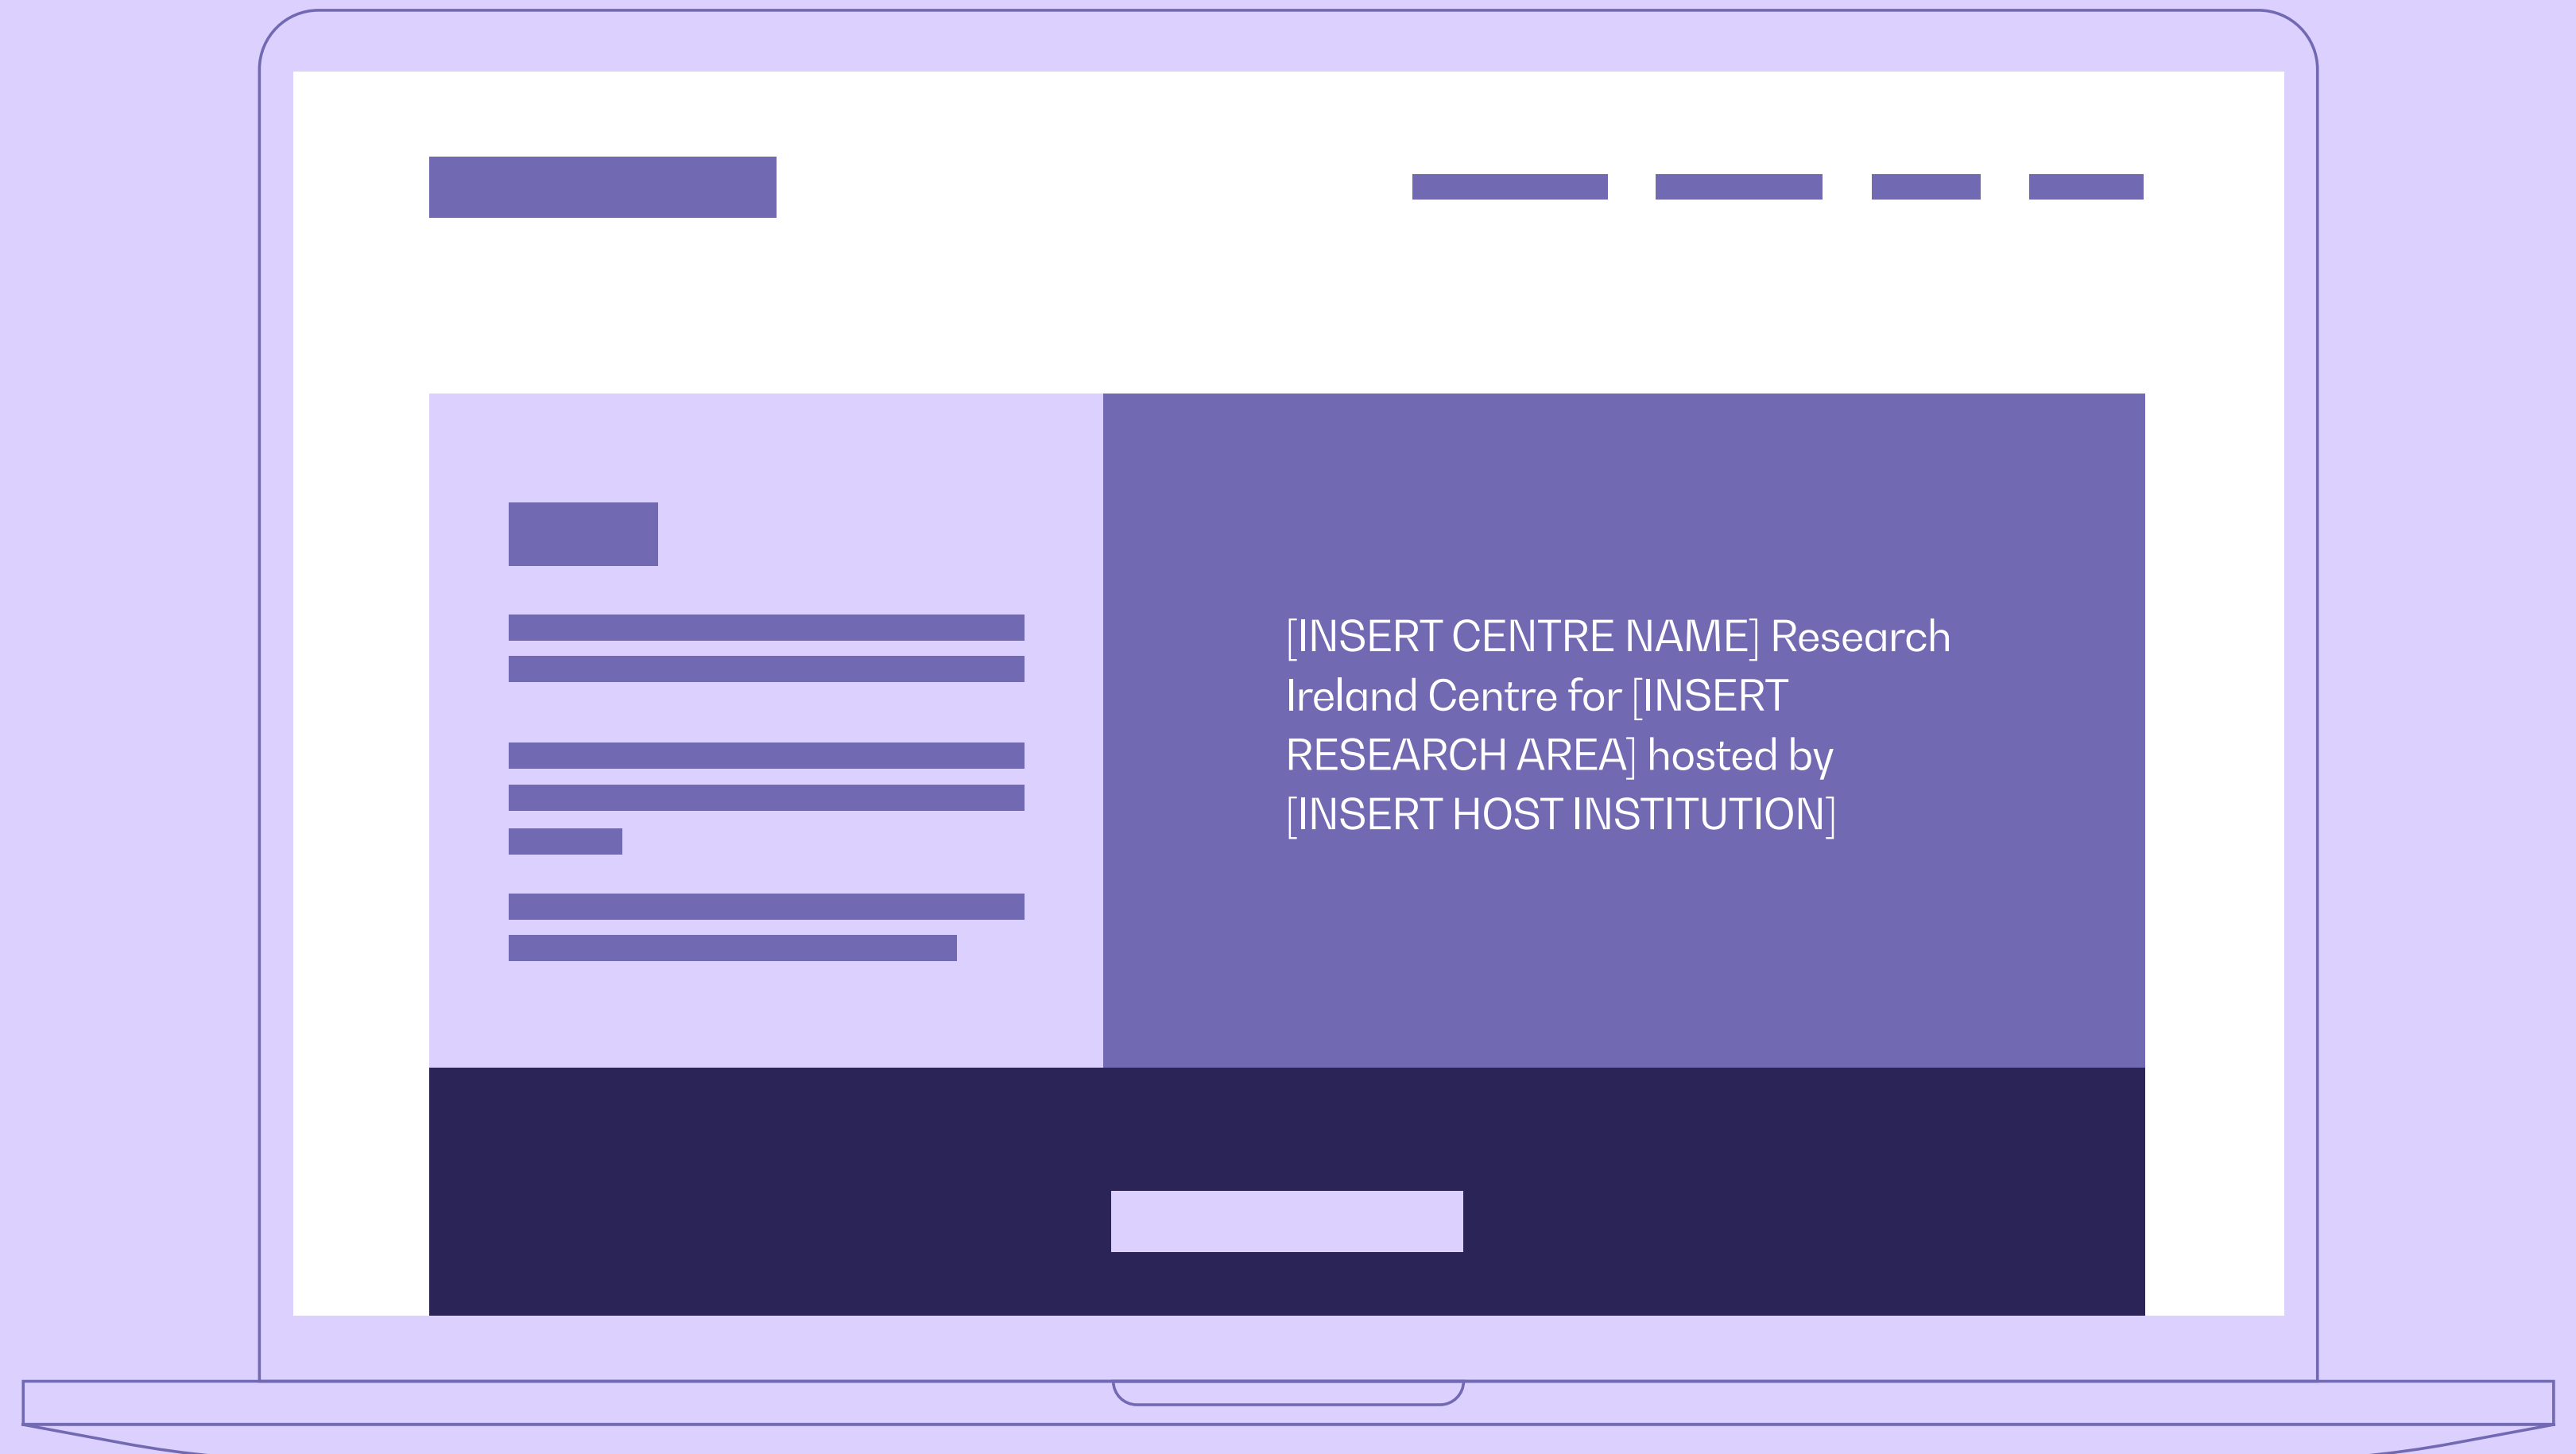 [INSERT CENTRE NAME] Research
Ireland Centre for [INSERT
RESEARCH AREA] hosted by
[INSERT HOST INSTITUTION]